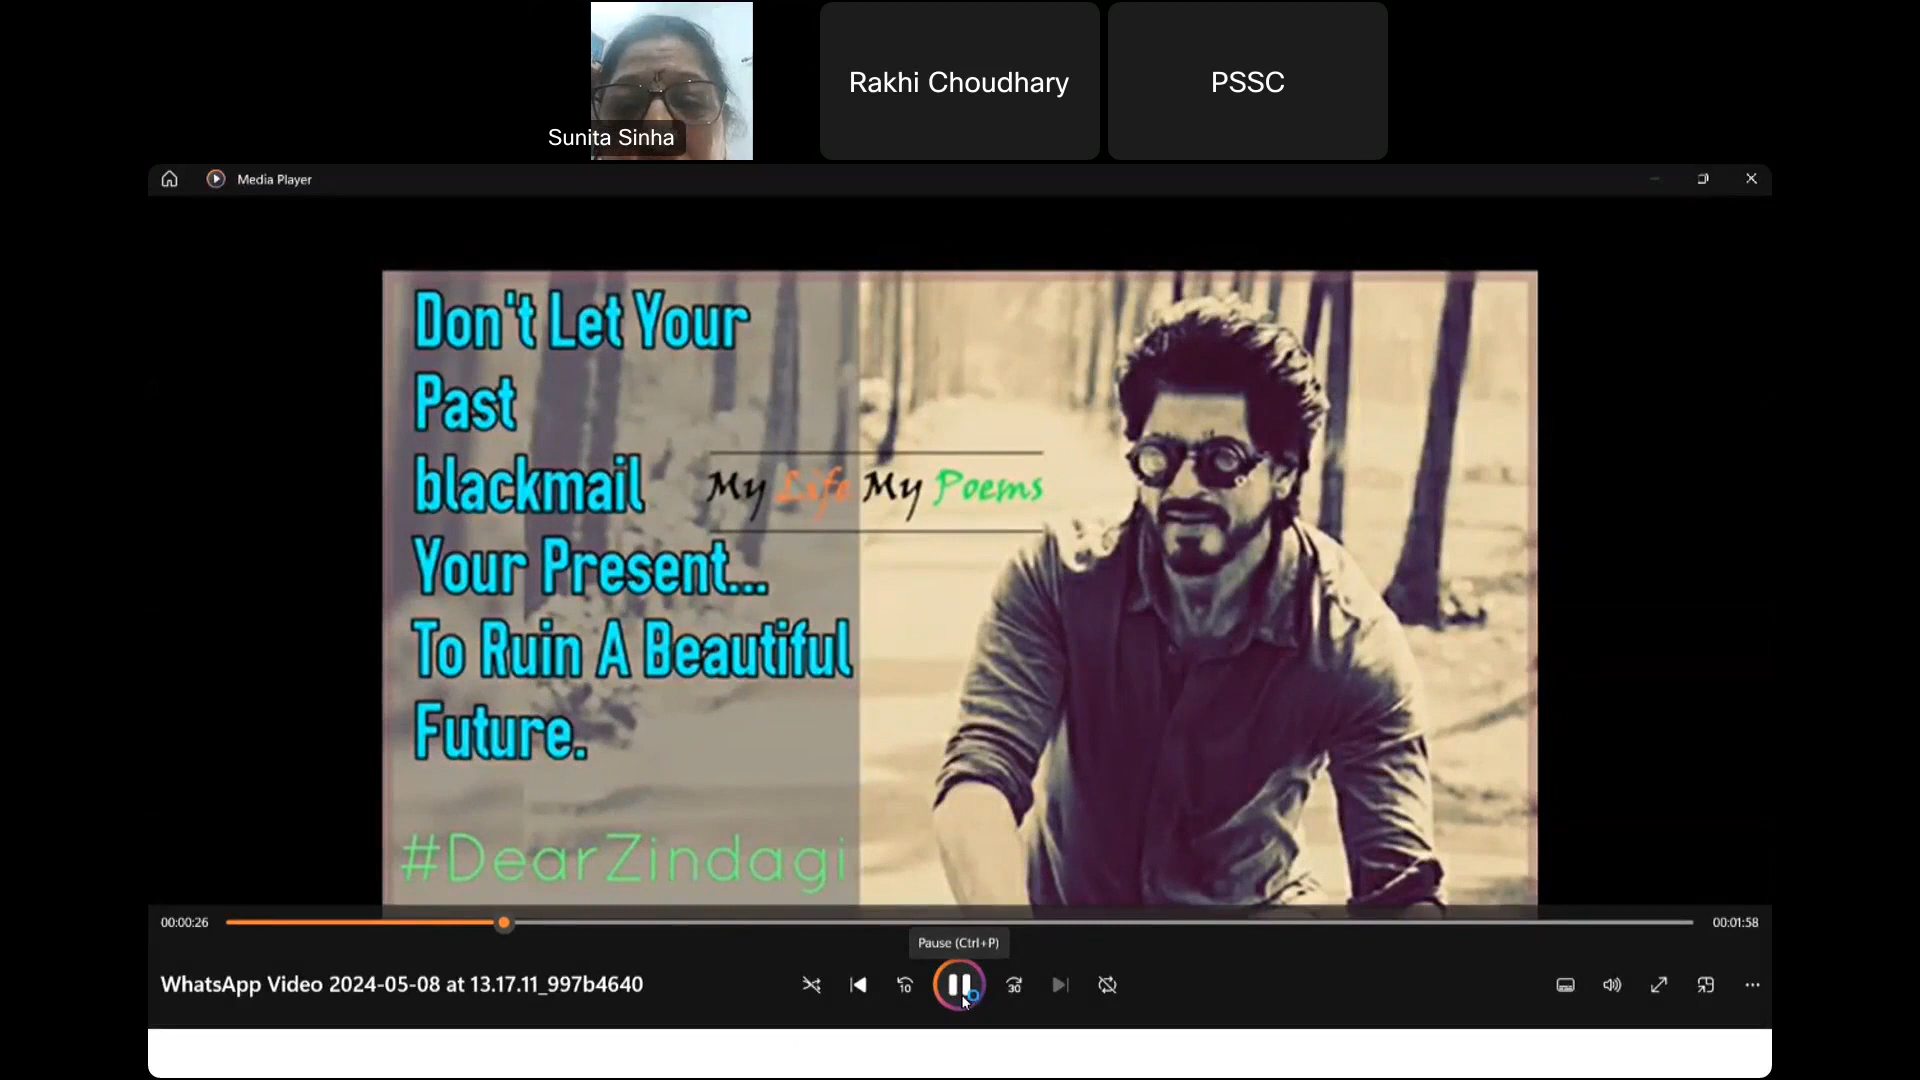 Sunita Sinha
Rakhi Choudhary
PSSC
Media Player
Don't Let Your
Past
blackmail
My Life My Poems
Your Present...
To Ruin A Beautiful
Future.
#DearZindagi
00:00:26
00:01:58
Pause (Ctrl+P)
WhatsApp Video 2024-05-08 at 13.17.11_997b4640
10
30